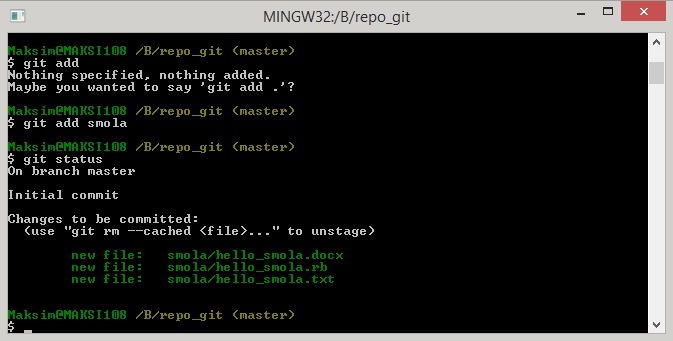 MINGW32:/B/repo_git
Maksim@MAKSI108 /B/repo_git (master)
$ git add
Nothing specified, nothing added.
Maybe you wanted to say 'git add .'?
Maksim@MAKSI108 /B/repo_git (master)
$ git add smola
Maksim@MAKSI108 /B/repo_git (master)
$ git status
On branch master
Initial commit
Changes to be committed:
(use "git rm --cached <file>..." to unstage)
new file: smola/hello_smola.docx
new file: smola/hello_smola.rb
new file: smola/hello_smola.txt
Maksim@MAKSI108 /B/repo_git (master)
$ _